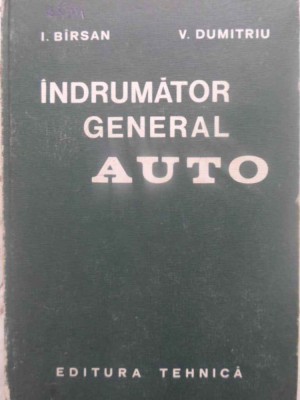 I. BÎRSAN V. DUMITRIU
ÎNDRUMĂTOR
GENERAL
AUTO
EDITURA TEHNICĂ